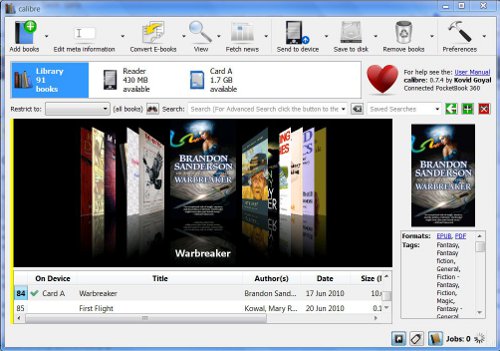 calibre
Add books
Edit meta information
Convert E-books
View
Fetch news
Send to device
Save to disk
Remove books
Preferences
Library
91
books
Reader
430 MB
available
Card A
1.7 GB
available
For help see the: User Manual
calibre: 0.7.4 by Kovid Goyal
Connected PocketBook 360
Restrict to:
(all books)
Search:
Search (For Advanced Search click the button to the
Saved Searches
BRANDON
SANDERSON
WARBREAKER
Warbreaker
BRANDON
SANDERSON
WARBREAKER
Formats: EPUB, PDF
Tags: Fantasy,
Fantasy
fiction,
General,
Fiction -
Fantasy,
Fiction,
Magic,
Fantasy -
General,
On Device Title Author(s) Date Size (
84 Card A Warbreaker Brandon Sand... 17 Jun 2010 10.
85 First Flight Kowal, Mary R... 20 Jun 2010 0.1
Jobs: 0